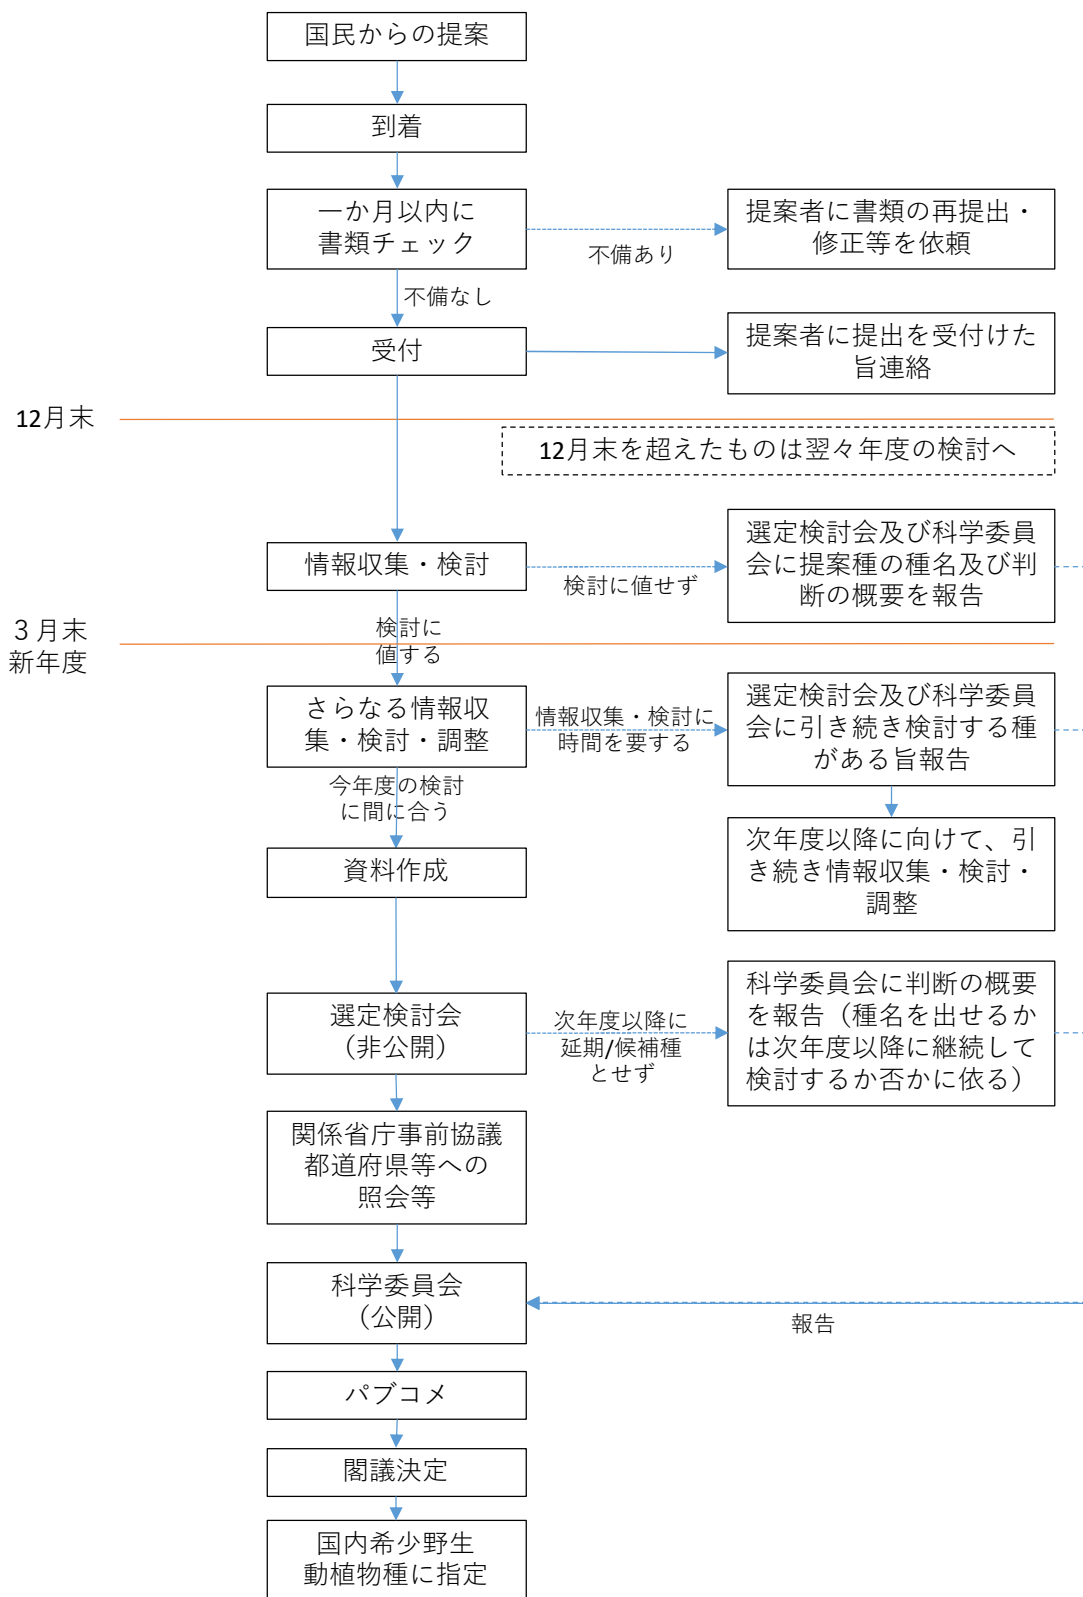 国民からの提案
到着
一か月以内に
書類チェック
不備あり
提案者に書類の再提出・
修正等を依頼
不備なし
受付
提案者に提出を受付けた
旨連絡
12月末
12月末を超えたものは翌々年度の検討へ
情報収集・検討
検討に値せず
選定検討会及び科学委員
会に提案種の種名及び判
断の概要を報告
検討に
値する
３月末
新年度
さらなる情報収
集・検討・調整
情報収集・検討に
時間を要する
選定検討会及び科学委員
会に引き続き検討する種
がある旨報告
今年度の検討
に間に合う
次年度以降に向けて、引
き続き情報収集・検討・
調整
資料作成
選定検討会
（非公開）
次年度以降に
延期/候補種
とせず
科学委員会に判断の概要
を報告（種名を出せるか
は次年度以降に継続して
検討するか否かに依る）
関係省庁事前協議
都道府県等への
照会等
科学委員会
（公開）
報告
パブコメ
閣議決定
国内希少野生
動植物種に指定